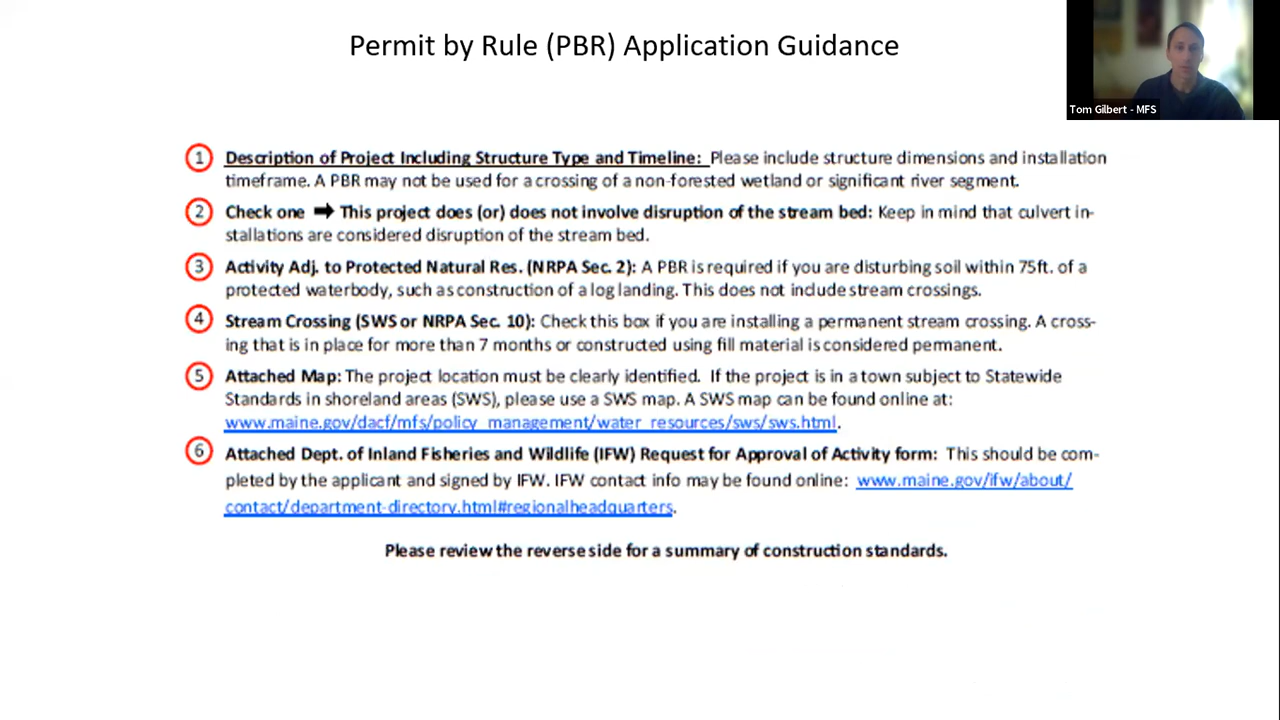 Permit by Rule (PBR) Application Guidance
Tom Gilbert - MFS
1 Description of Project Including Structure Type and Timeline: Please include structure dimensions and installation
timeframe. A PBR may not be used for a crossing of a non-forested wetland or significant river segment.
2 Check one ➡ This project does (or) does not involve disruption of the stream bed: Keep in mind that culvert in-
stallations are considered disruption of the stream bed.
3 Activity Adj. to Protected Natural Res. (NRPA Sec. 2): A PBR is required if you are disturbing soil within 75ft. of a
protected waterbody, such as construction of a log landing. This does not include stream crossings.
4 Stream Crossing (SWS or NRPA Sec. 10): Check this box if you are installing a permanent stream crossing. A cross-
ing that is in place for more than 7 months or constructed using fill material is considered permanent.
5 Attached Map: The project location must be clearly identified. If the project is in a town subject to Statewide
Standards in shoreland areas (SWS), please use a SWS map. A SWS map can be found online at:
www.maine.gov/dacf/mfs/policy_management/water_resources/sws/sws.html.
6 Attached Dept. of Inland Fisheries and Wildlife (IFW) Request for Approval of Activity form: This should be com-
pleted by the applicant and signed by IFW. IFW contact info may be found online: www.maine.gov/ifw/about/
contact/department-directory.html#regionalheadquarters.
Please review the reverse side for a summary of construction standards.